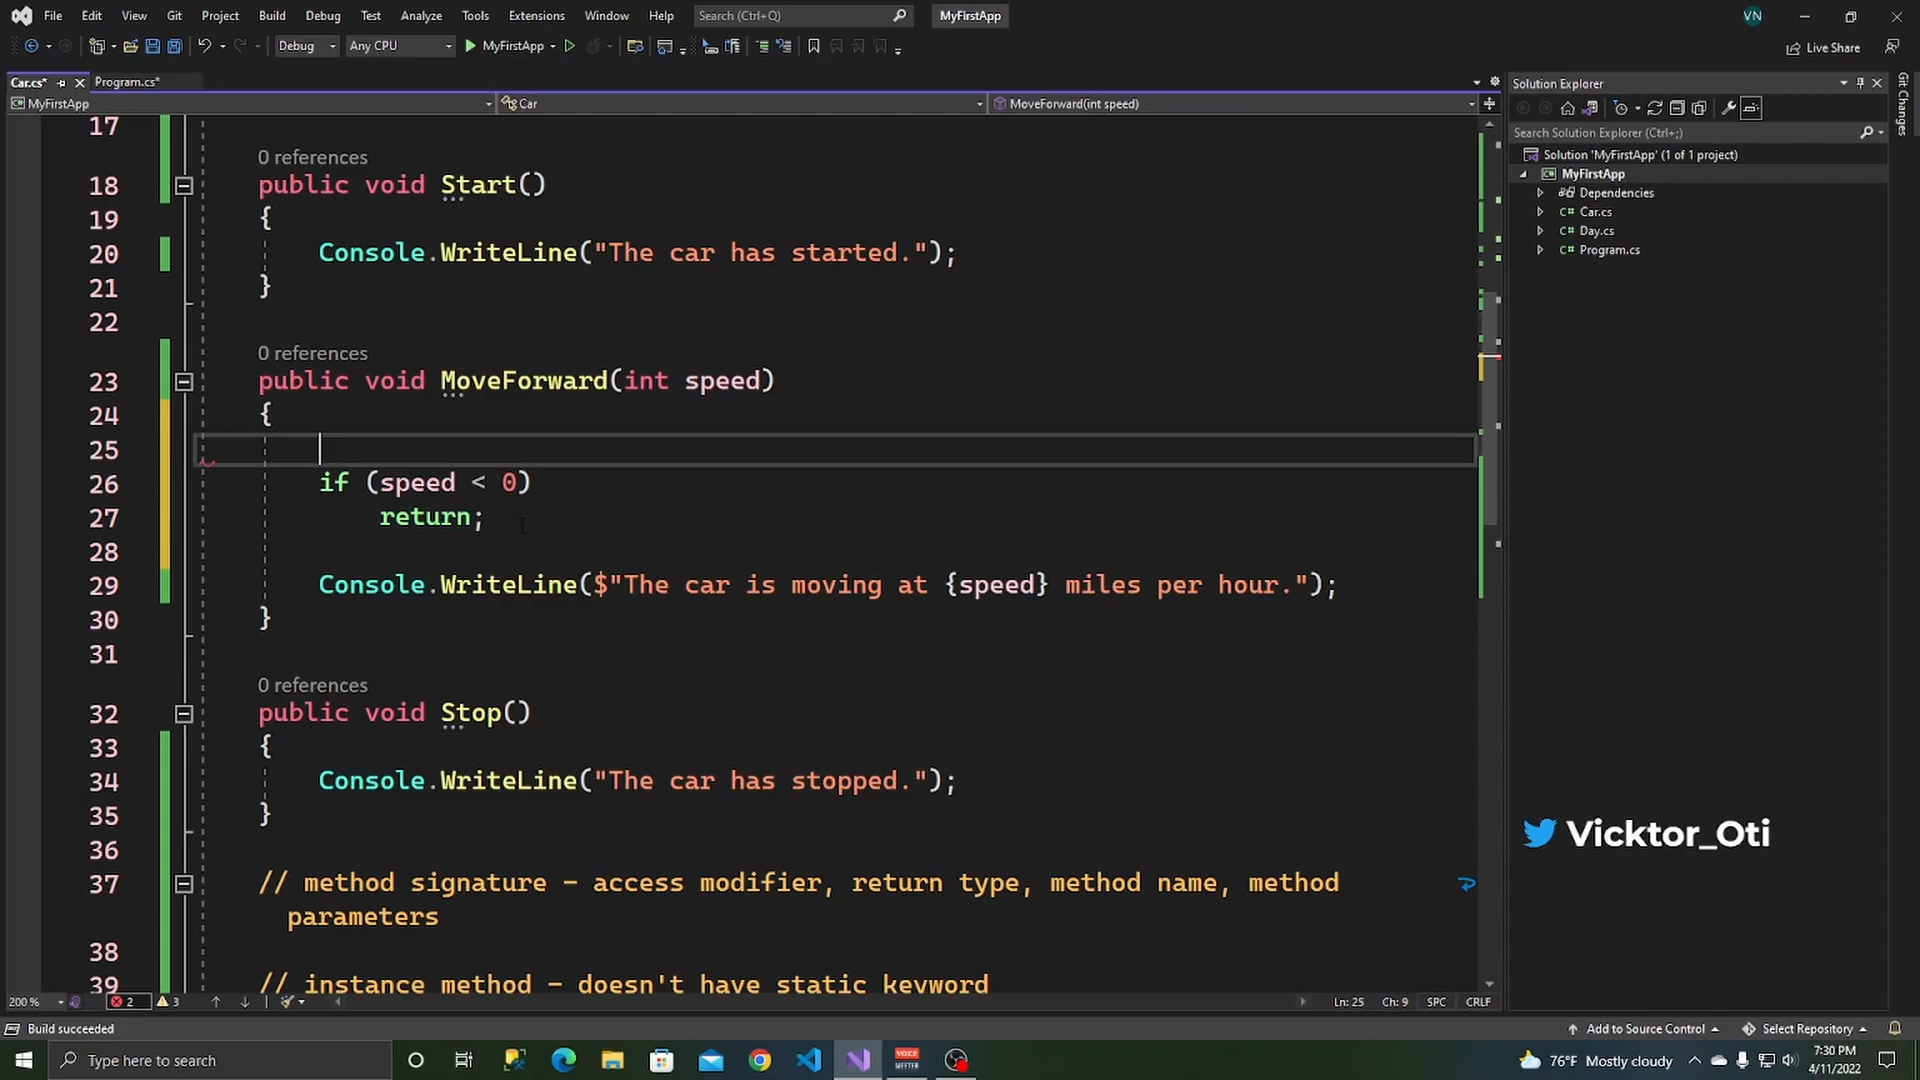 File Edit View Git Project Build Debug Test Analyze Tools Extensions Window Help Search (Ctrl+Q) MyFirstApp VN
Debug Any CPU MyFirstApp Live Share
Car.cs* Program.cs*
MyFirstApp Car MoveForward(int speed)
17
0 references
18 public void Start()
19 {
20 Console.WriteLine("The car has started.");
21 }
22
0 references
23 public void MoveForward(int speed)
24 {
25
26 if (speed < 0)
27 return;
28
29 Console.WriteLine($"The car is moving at {speed} miles per hour.");
30 }
31
0 references
32 public void Stop()
33 {
34 Console.WriteLine("The car has stopped.");
35 }
36
37 // method signature - access modifier, return type, method name, method
parameters
38
39 // instance method - doesn't have static keyword
Solution Explorer
Search Solution Explorer (Ctrl+;)
Solution 'MyFirstApp' (1 of 1 project)
MyFirstApp
Dependencies
C# Car.cs
C# Day.cs
C# Program.cs
Git Changes
Vicktor_Oti
200 % 2 3 Ln: 25 Ch: 9 SPC CRLF
Build succeeded Add to Source Control Select Repository
Type here to search VOICE MEETER 76°F Mostly cloudy 7:30 PM
4/11/2022